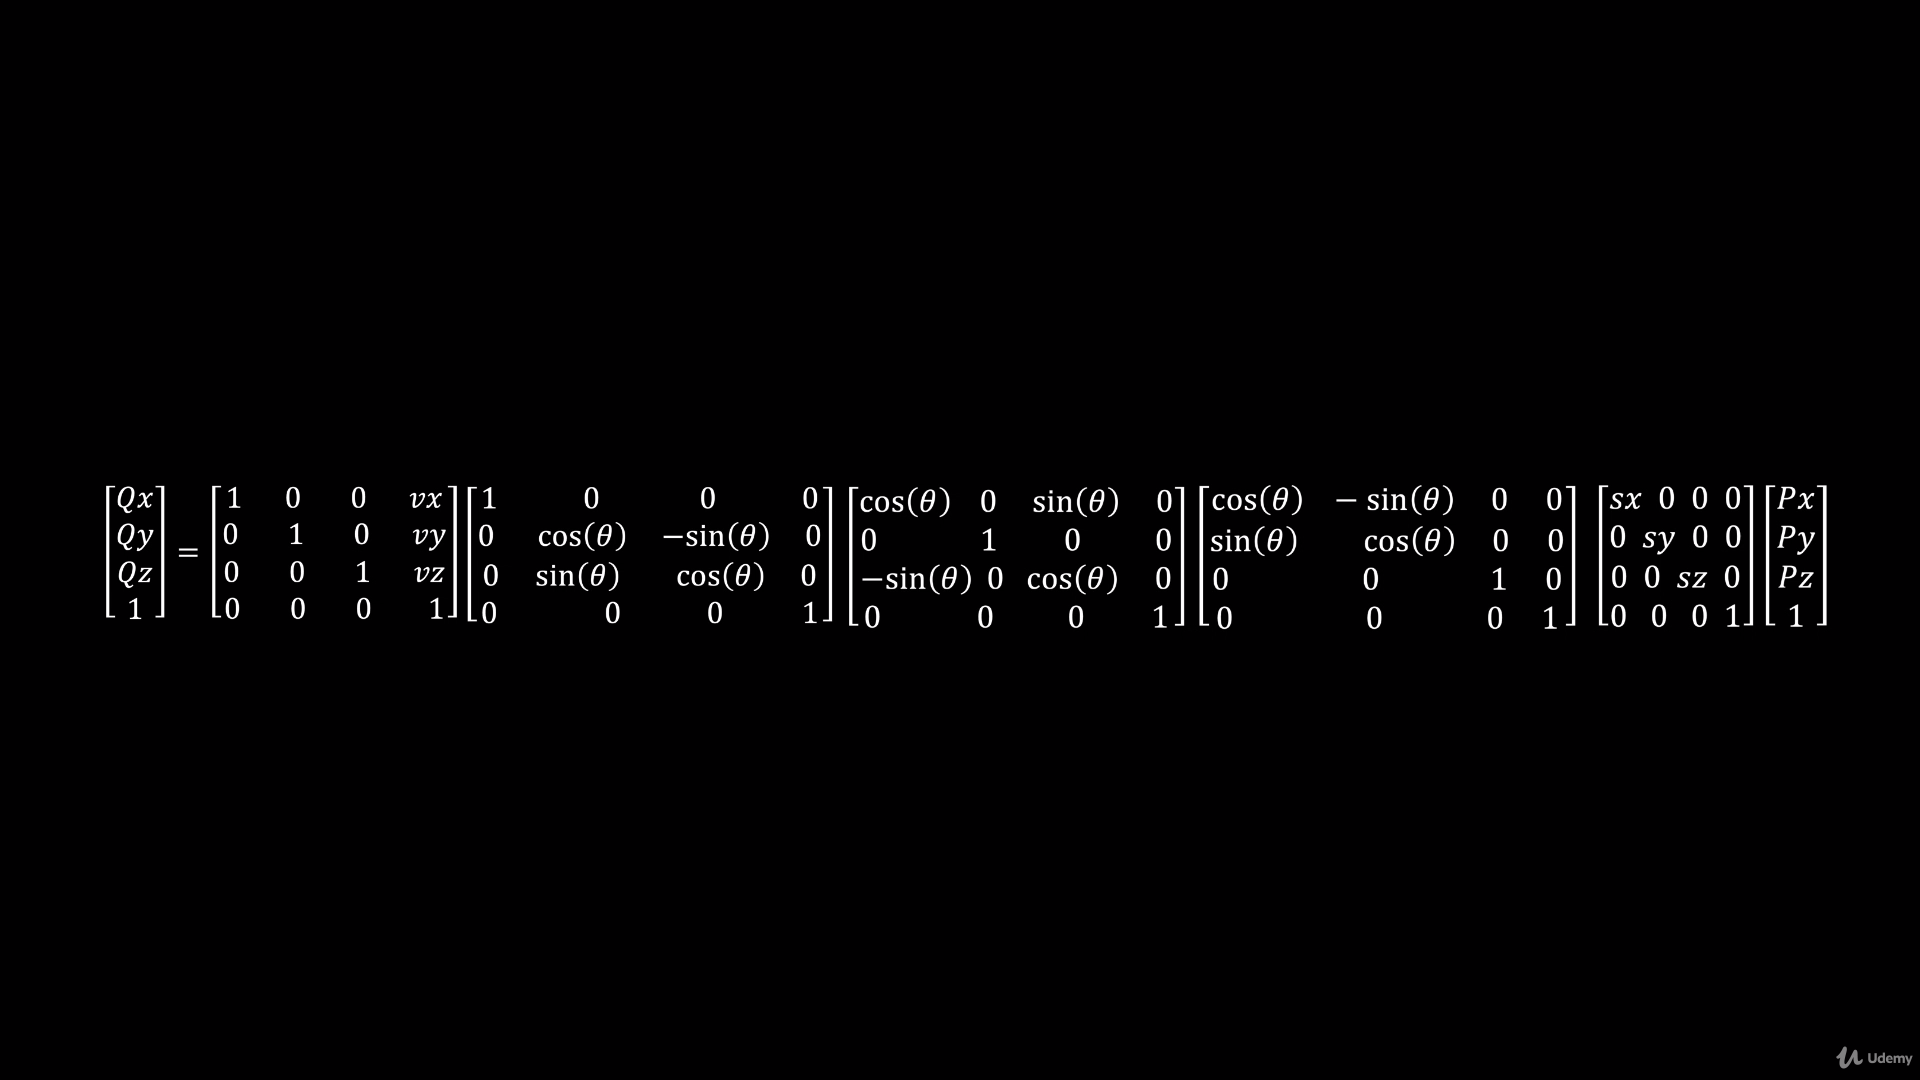 [Qx] [1 0 0 vx] [1 0 0 0] [cos(θ) 0 sin(θ) 0] [cos(θ) − sin(θ) 0 0] [sx 0 0 0] [Px]
[Qy] = [0 1 0 vy] [0 cos(θ) −sin(θ) 0] [0 1 0 0] [sin(θ) cos(θ) 0 0] [0 sy 0 0] [Py]
[Qz] [0 0 1 vz] [0 sin(θ) cos(θ) 0] [−sin(θ) 0 cos(θ) 0] [0 0 1 0] [0 0 sz 0] [Pz]
[1] [0 0 0 1] [0 0 0 1] [0 0 0 1] [0 0 0 1] [0 0 0 1] [1]
Udemy